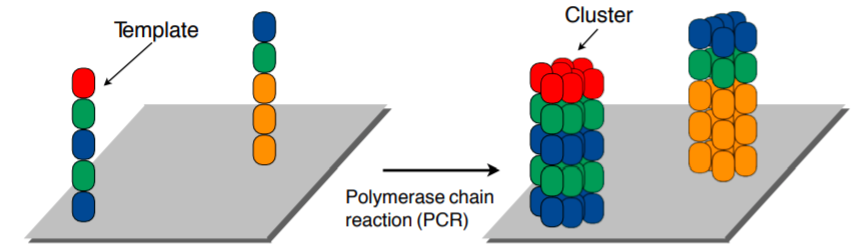 Template
Cluster
Polymerase chain
reaction (PCR)